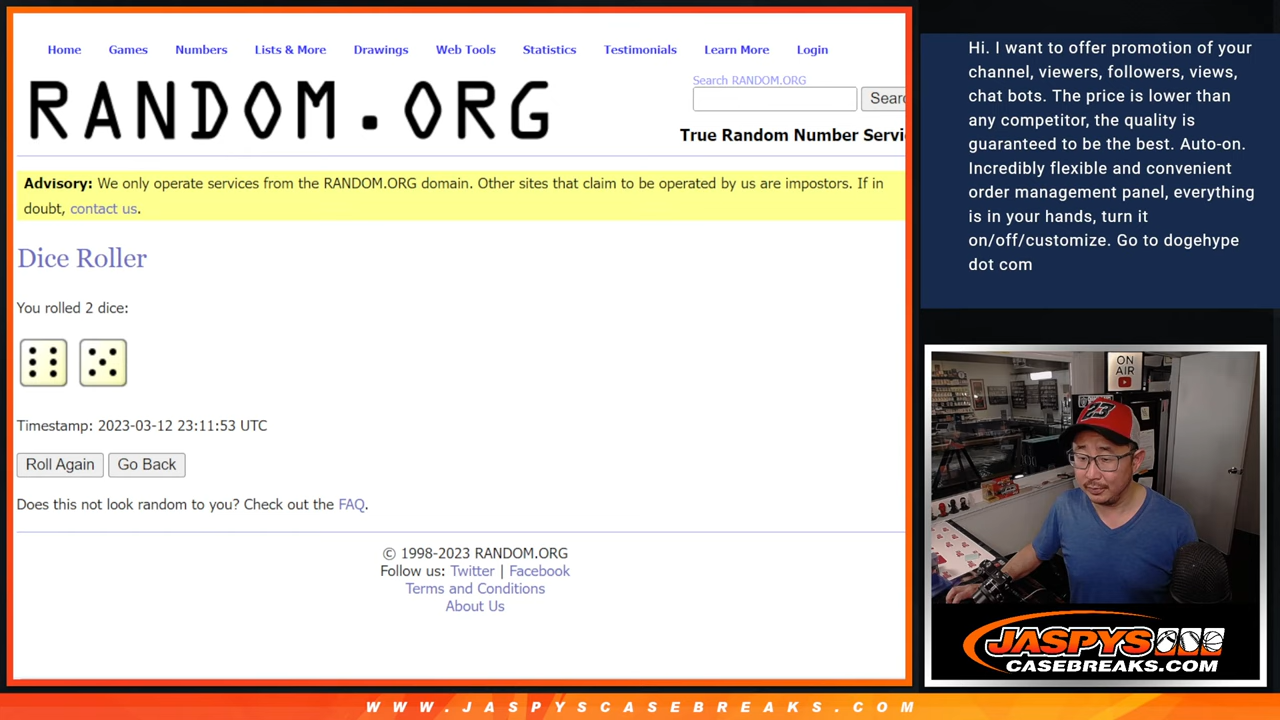 Home Games Numbers Lists & More Drawings Web Tools Statistics Testimonials Learn More Login
RANDOM.ORG
Search RANDOM.ORG
Searc
True Random Number Servi
Advisory: We only operate services from the RANDOM.ORG domain. Other sites that claim to be operated by us are impostors. If in
doubt, contact us.
Dice Roller
You rolled 2 dice:
Timestamp: 2023-03-12 23:11:53 UTC
Roll Again Go Back
Does this not look random to you? Check out the FAQ.
© 1998-2023 RANDOM.ORG
Follow us: Twitter | Facebook
Terms and Conditions
About Us
Hi. I want to offer promotion of your
channel, viewers, followers, views,
chat bots. The price is lower than
any competitor, the quality is
guaranteed to be the best. Auto-on.
Incredibly flexible and convenient
order management panel, everything
is in your hands, turn it
on/off/customize. Go to dogehype
dot com
ON
AIR
23
JASPYS
CASEBREAKS.COM
WWW.JASPYSCASEBREAKS.COM